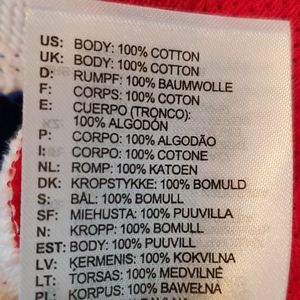 US: BODY: 100% COTTON
UK: BODY: 100% COTTON
D: RUMPF: 100% BAUMWOLLE
F: CORPS: 100% COTON
E: CUERPO (TRONCO):
100% ALGODÓN
P: CORPO: 100% ALGODÃO
I: CORPO: 100% COTONE
NL: ROMP: 100% KATOEN
DK: KROPSTYKKE: 100% BOMULD
S: BÅL: 100% BOMULL
SF: MIEHUSTA: 100% PUUVILLA
N: KROPP: 100% BOMULL
EST: BODY: 100% PUUVILL
LV: ĶERMENIS: 100% KOKVILNA
LT: TORSAS: 100% MEDVILNĖ
PL: KORPUS: 100% BAWEŁNA